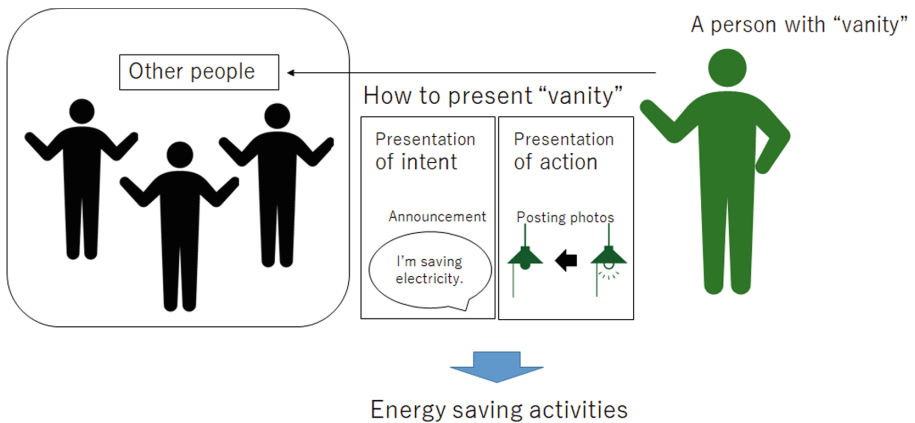 A person with “vanity”
Other people
How to present “vanity”
Presentation
of intent
Announcement
I’m saving
electricity.
Presentation
of action
Posting photos
Energy saving activities